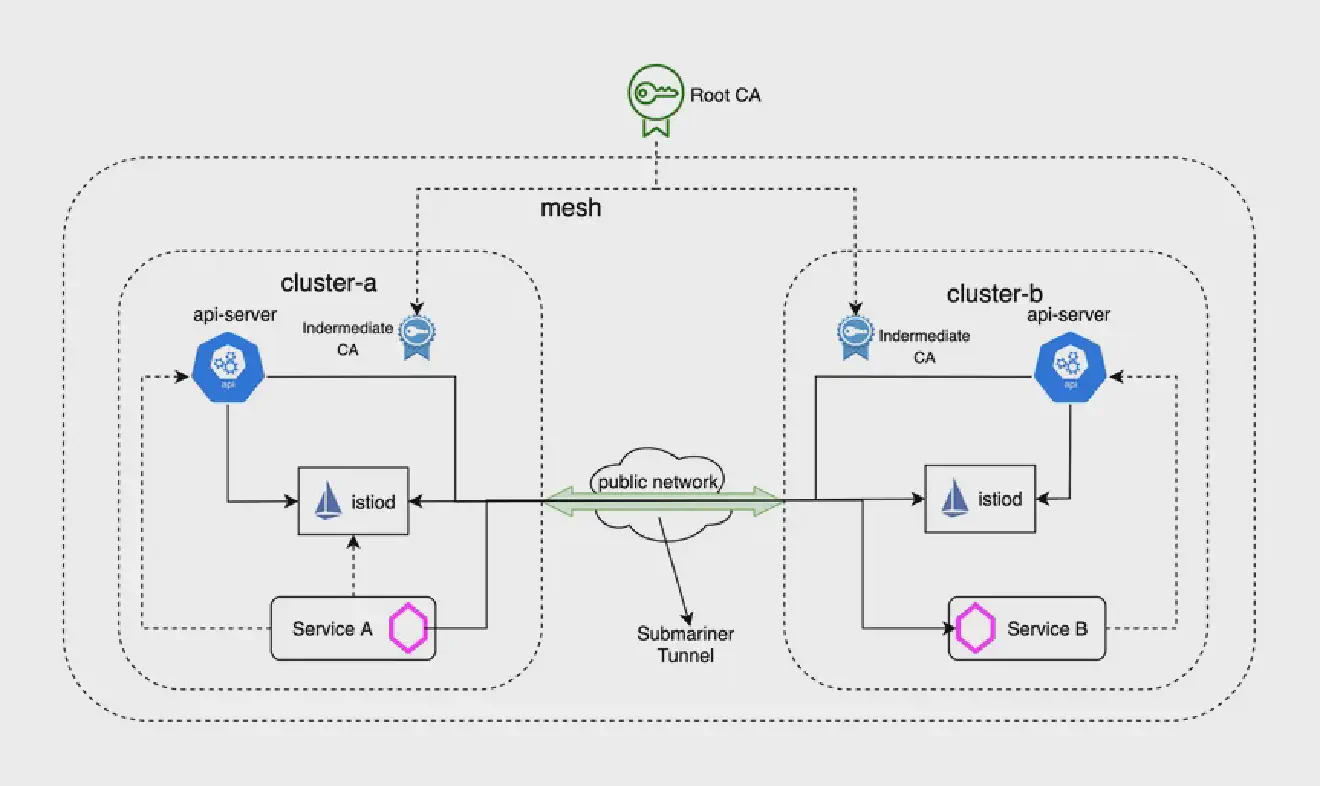 Root CA
mesh
cluster-a
api-server
Indermediate
CA
api
istiod
Service A
public network
Submariner
Tunnel
cluster-b
api-server
Indermediate
CA
api
istiod
Service B